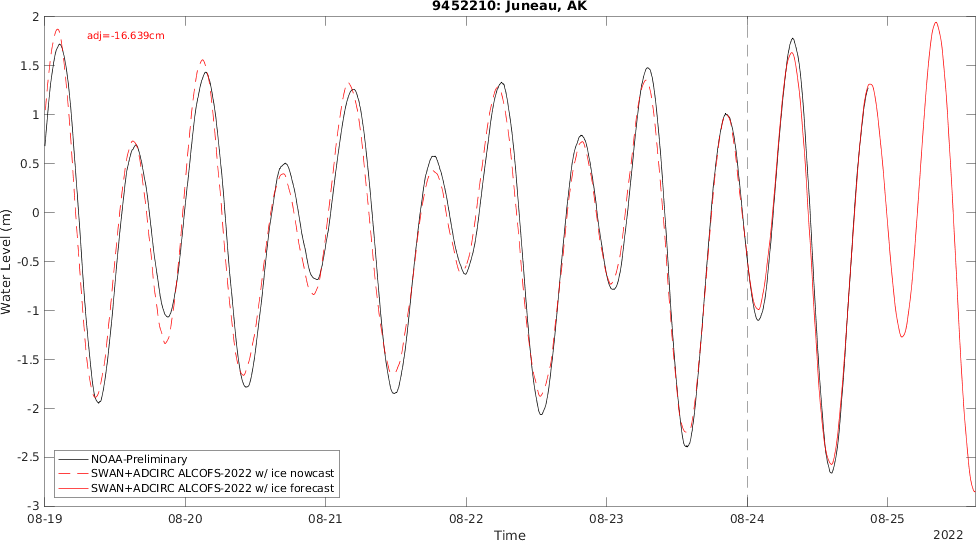 9452210: Juneau, AK
adj=-16.639cm
Water Level (m)
2
1.5
1
0.5
0
-0.5
-1
-1.5
-2
-2.5
-3
NOAA-Preliminary
SWAN+ADCIRC ALCOFS-2022 w/ ice nowcast
SWAN+ADCIRC ALCOFS-2022 w/ ice forecast
08-19 08-20 08-21 08-22 08-23 08-24 08-25
Time
2022